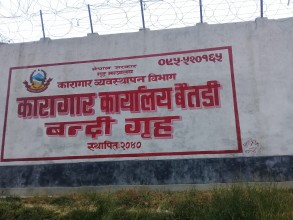 ०९५-५२०१६५
नेपाल सरकार
गृह मन्त्रालय
कारागार व्यवस्थापन विभाग
कारागार कार्यालय बैतडी
बन्दी गृह
स्थापित २०४०